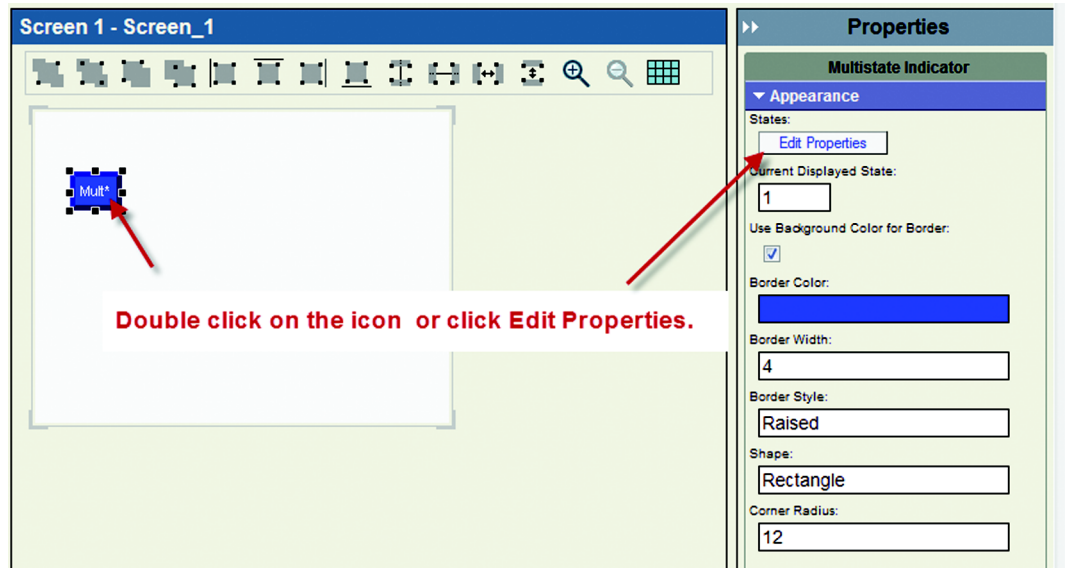 Screen 1 - Screen_1
Mult*
Double click on the icon or click Edit Properties.
Properties
Multistate Indicator
Appearance
States:
Edit Properties
Current Displayed State:
1
Use Background Color for Border:
Border Color:
Border Width:
4
Border Style:
Raised
Shape:
Rectangle
Corner Radius:
12